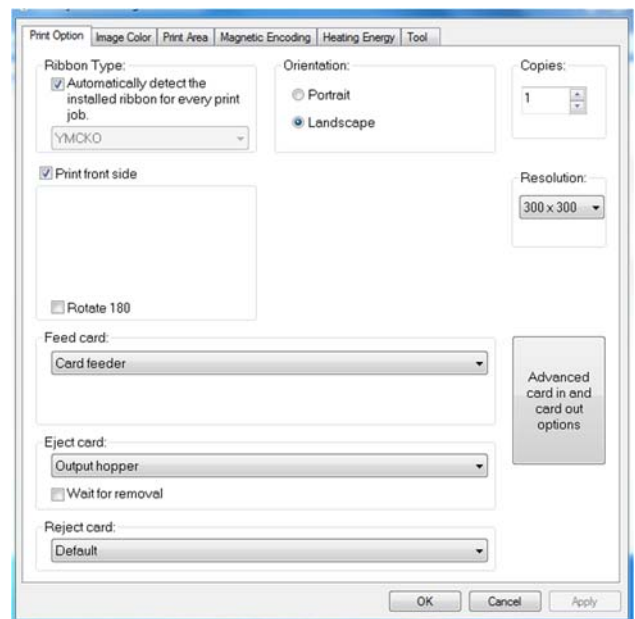 Print Option Image Color Print Area Magnetic Encoding Heating Energy Tool
Ribbon Type:
Automatically detect the
installed ribbon for every print
job.
YMCKO
Orientation:
Portrait
Landscape
Copies:
1
Print front side
Rotate 180
Resolution:
300 x 300
Feed card:
Card feeder
Advanced
card in and
card out
options
Eject card:
Output hopper
Wait for removal
Reject card:
Default
OK Cancel Apply